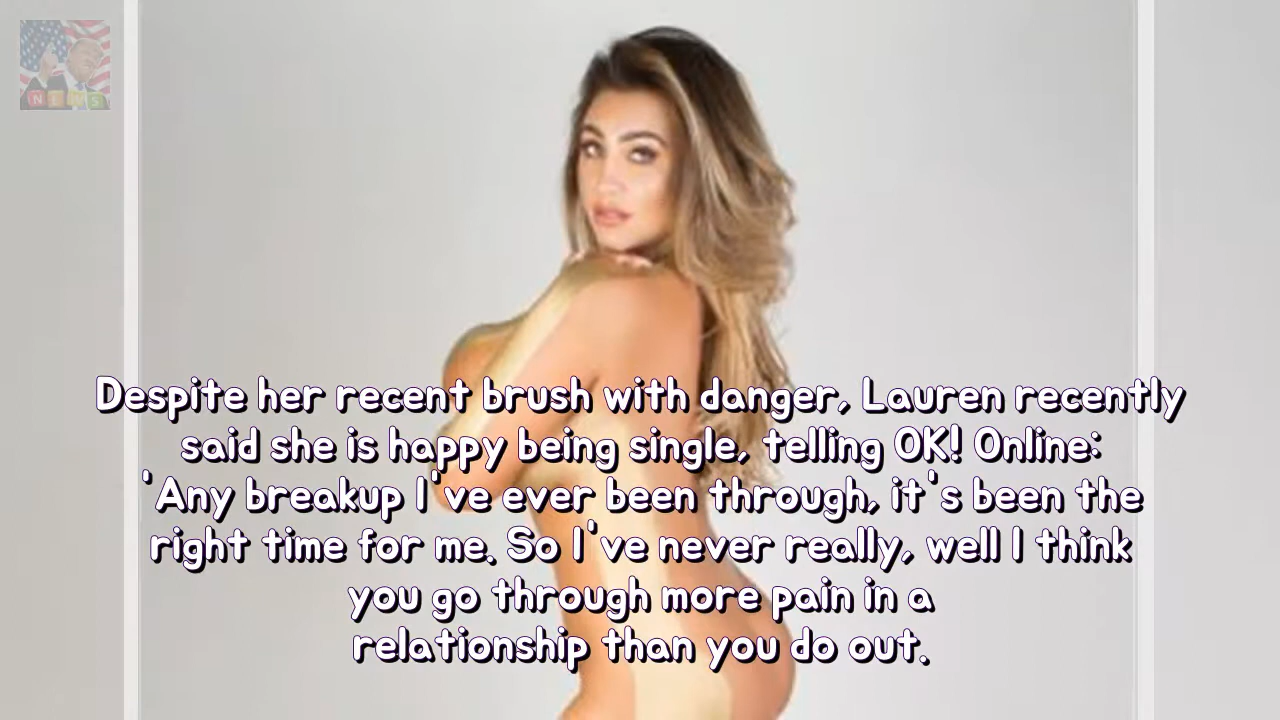 NEWS
Despite her recent brush with danger, Lauren recently
said she is happy being single, telling OK! Online:
'Any breakup I've ever been through, it's been the
right time for me. So I've never really, well I think
you go through more pain in a
relationship than you do out.